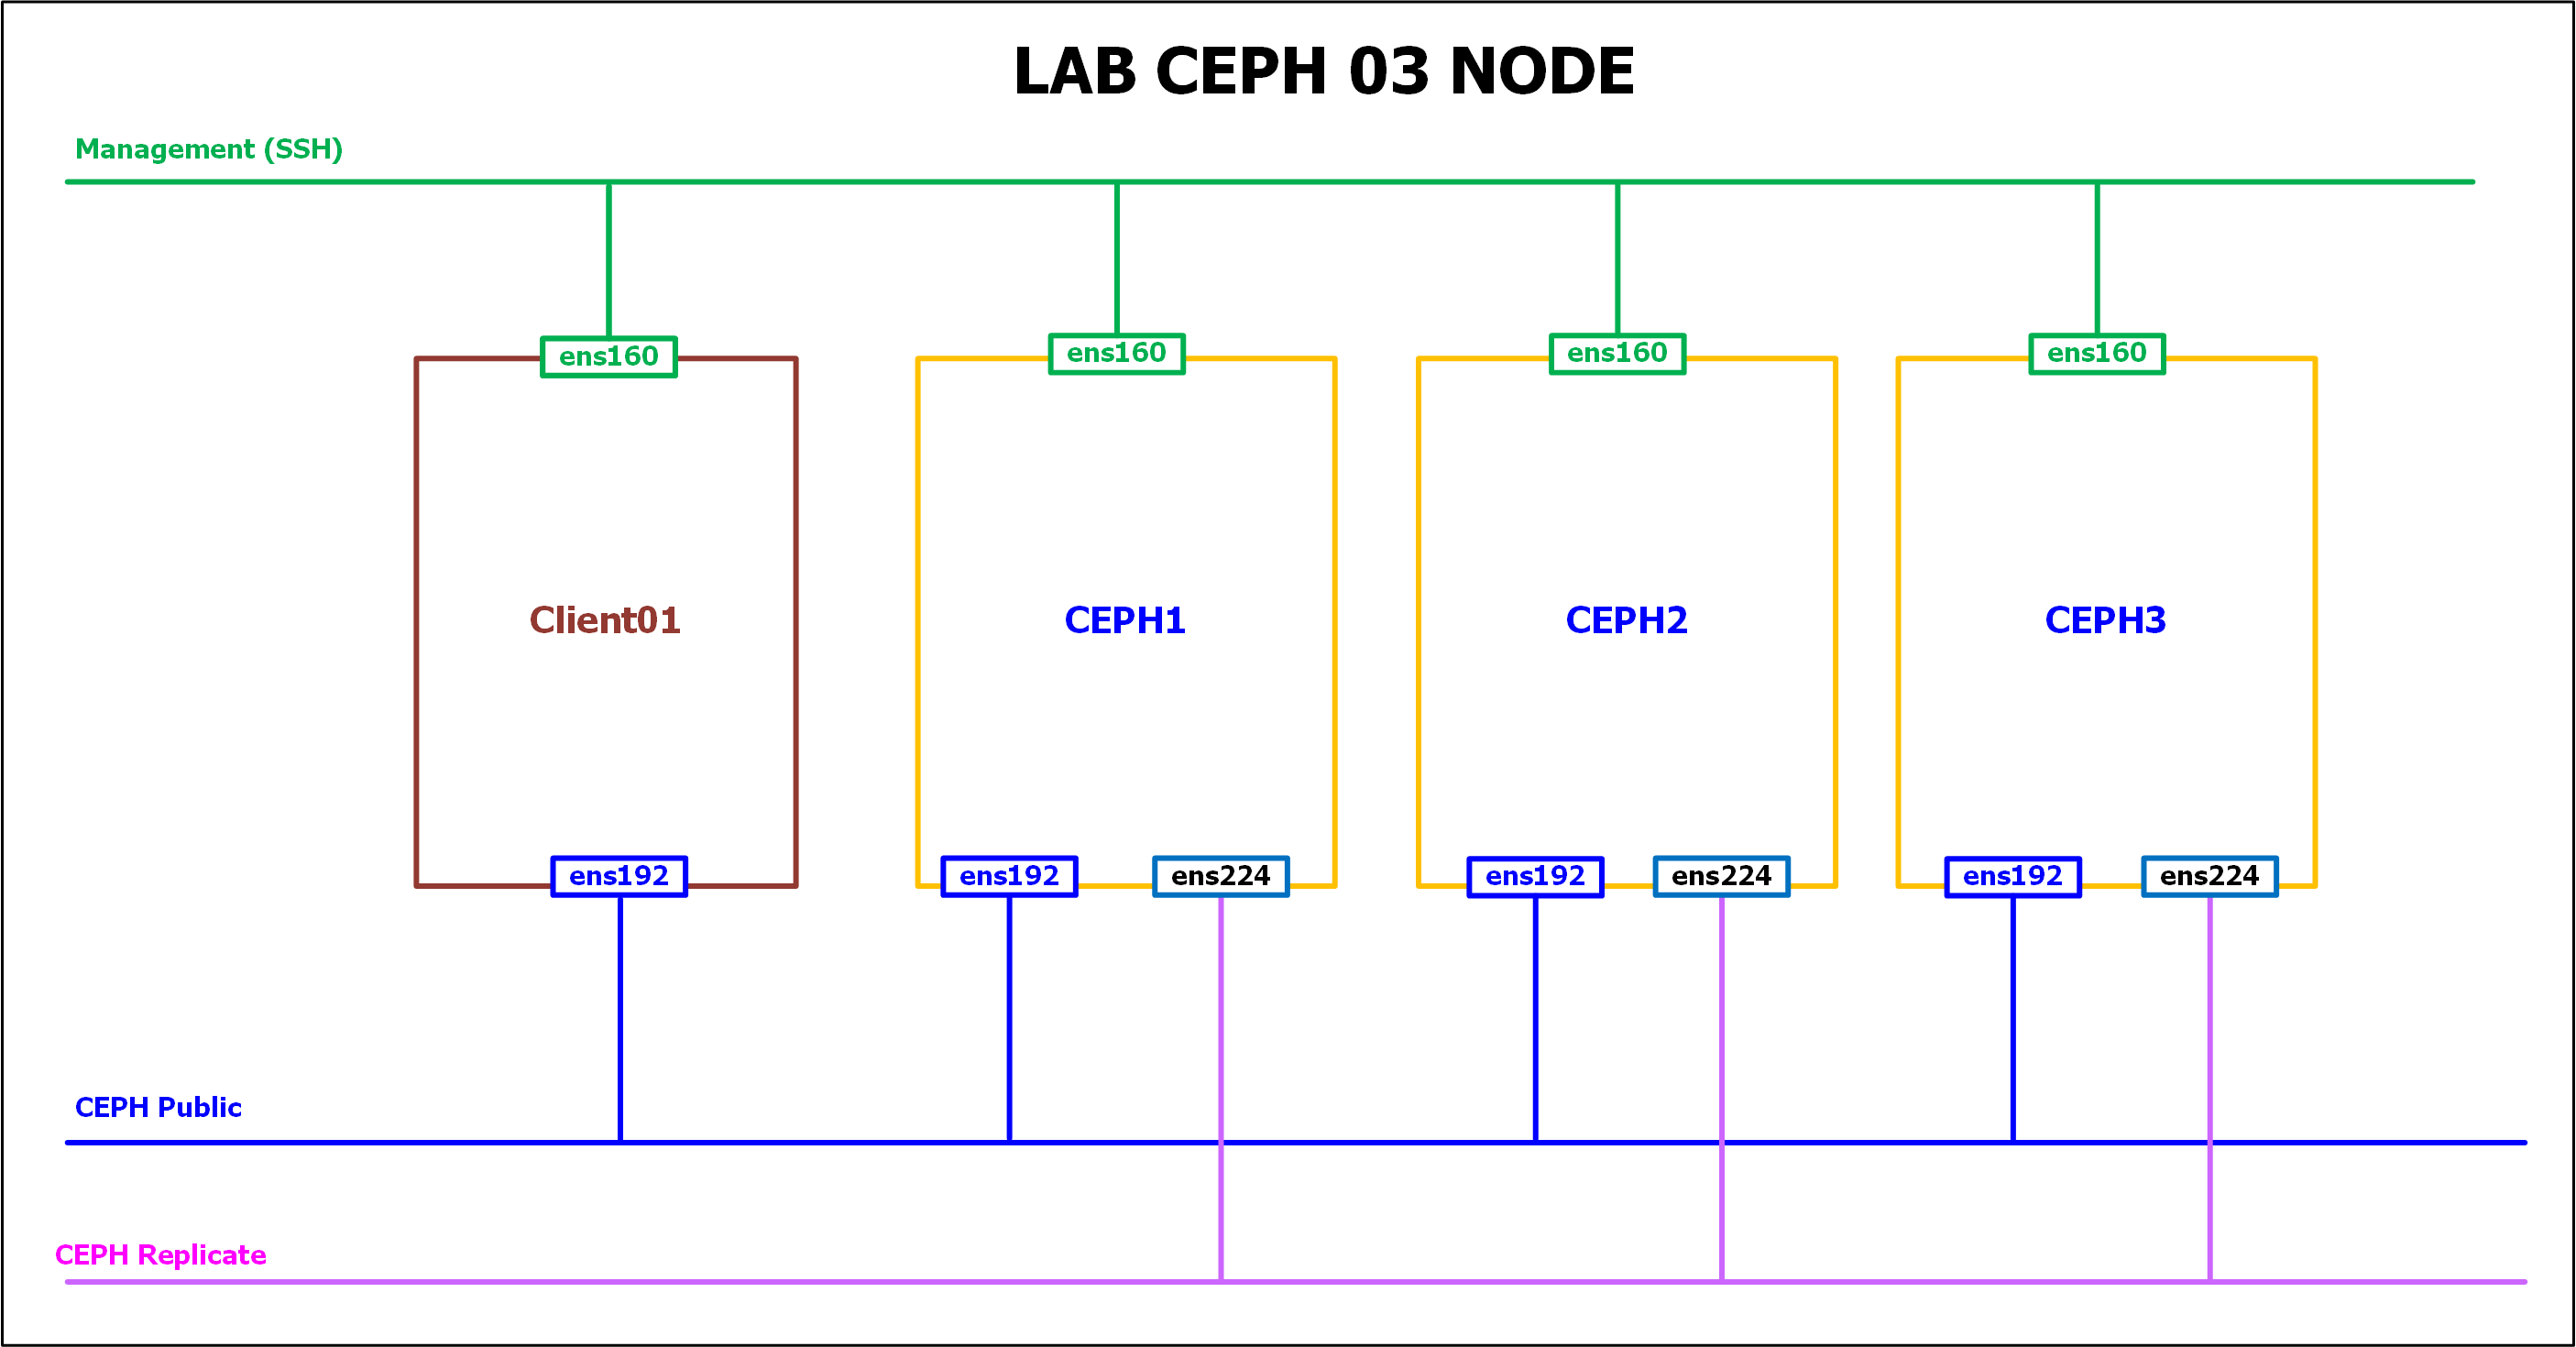 LAB CEPH 03 NODE
Management (SSH)
ens160
ens160
ens160
ens160
Client01
CEPH1
CEPH2
CEPH3
ens192
ens192
ens224
ens192
ens224
ens192
ens224
CEPH Public
CEPH Replicate